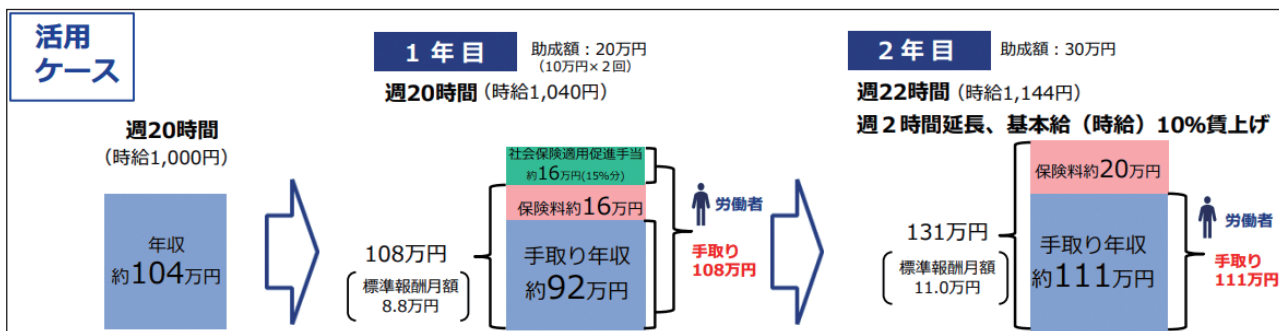 活用
ケース
週20時間
(時給1,000円)
年収
約104万円
1年目
助成額：20万円
(10万円×2回)
週20時間(時給1,040円)
社会保険適用促進手当
約16万円(15%分)
保険料約16万円
手取り年収
約92万円
108万円
標準報酬月額
8.8万円
労働者
手取り
108万円
2年目
助成額：30万円
週22時間(時給1,144円)
週2時間延長、基本給(時給)10%賃上げ
保険料約20万円
手取り年収
約111万円
131万円
標準報酬月額
11.0万円
労働者
手取り
111万円